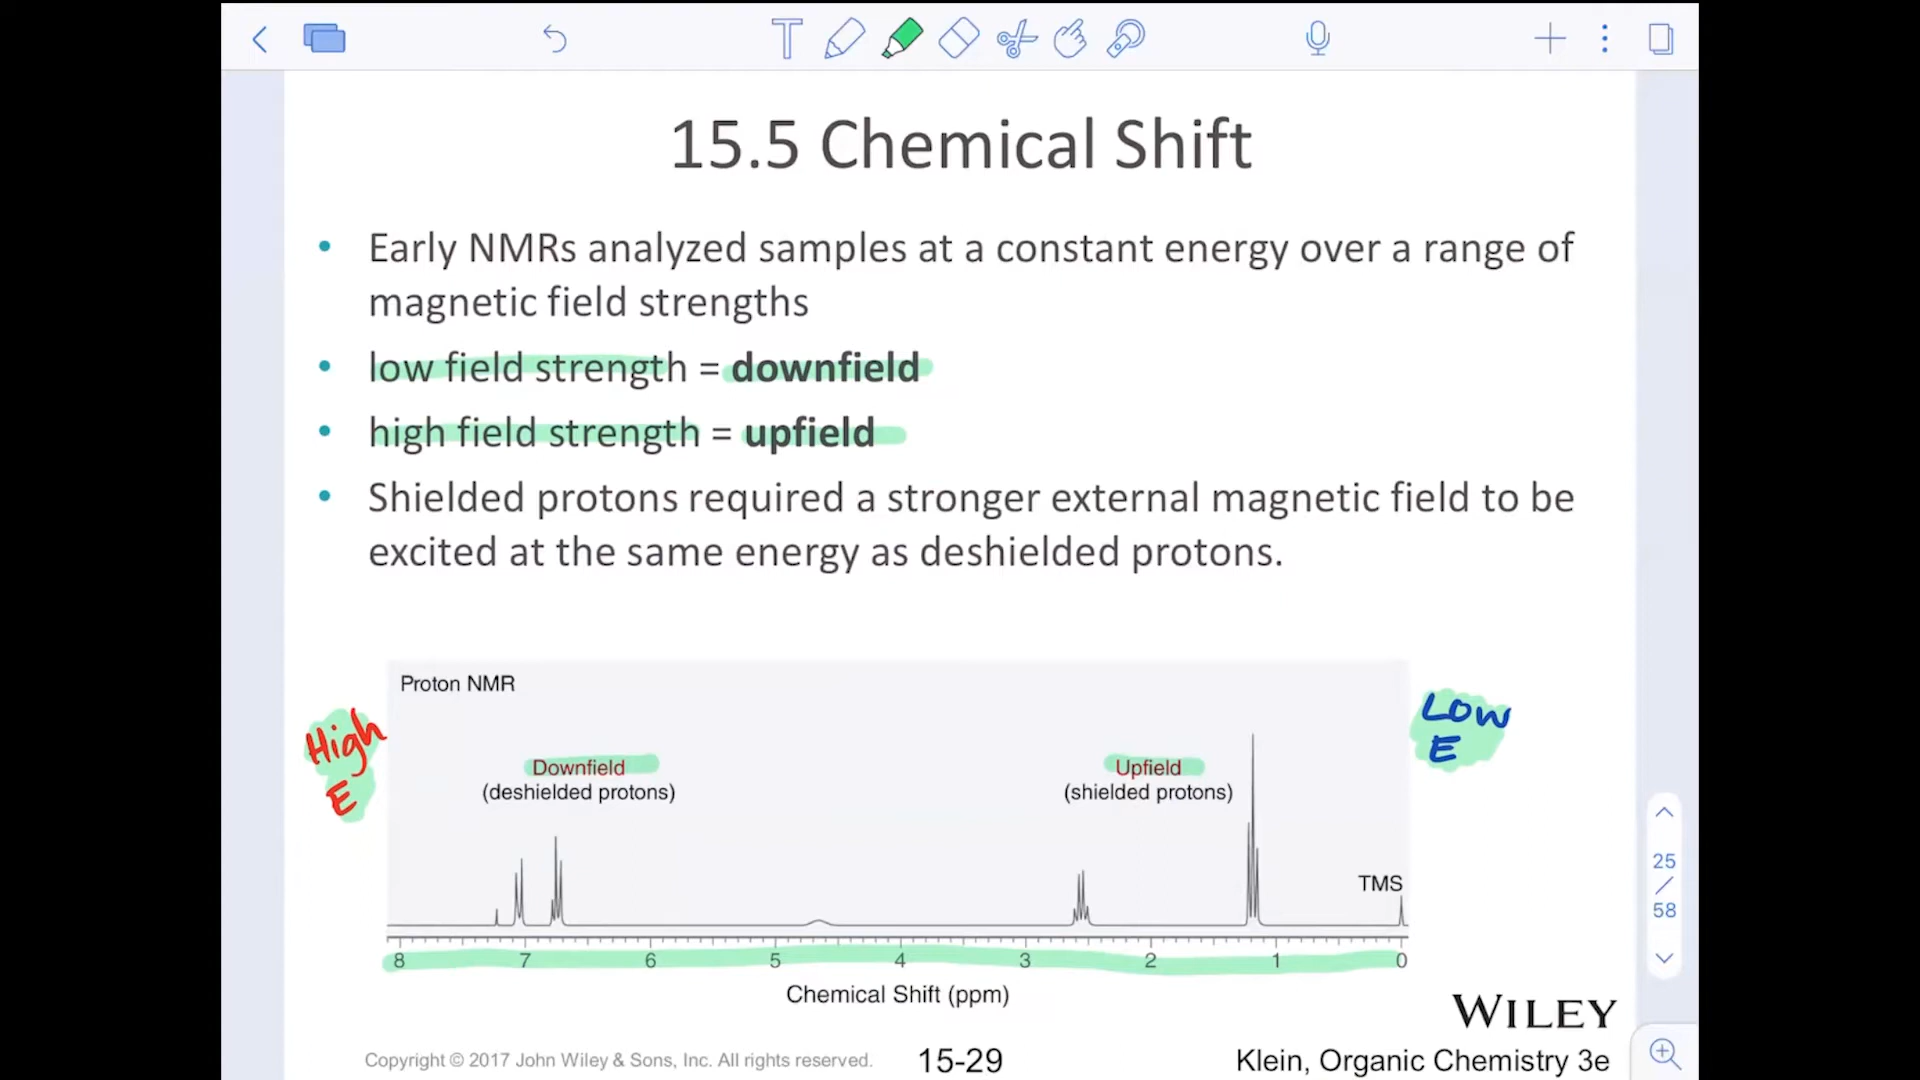 15.5 Chemical Shift
• Early NMRs analyzed samples at a constant energy over a range of
magnetic field strengths
• low field strength = downfield
• high field strength = upfield
• Shielded protons required a stronger external magnetic field to be
excited at the same energy as deshielded protons.
Proton NMR
High
E
Low
E
Downfield
(deshielded protons)
Upfield
(shielded protons)
TMS
8 7 6 5 4 3 2 1 0
Chemical Shift (ppm)
25
/
58
WILEY
Copyright © 2017 John Wiley & Sons, Inc. All rights reserved.
15-29
Klein, Organic Chemistry 3e